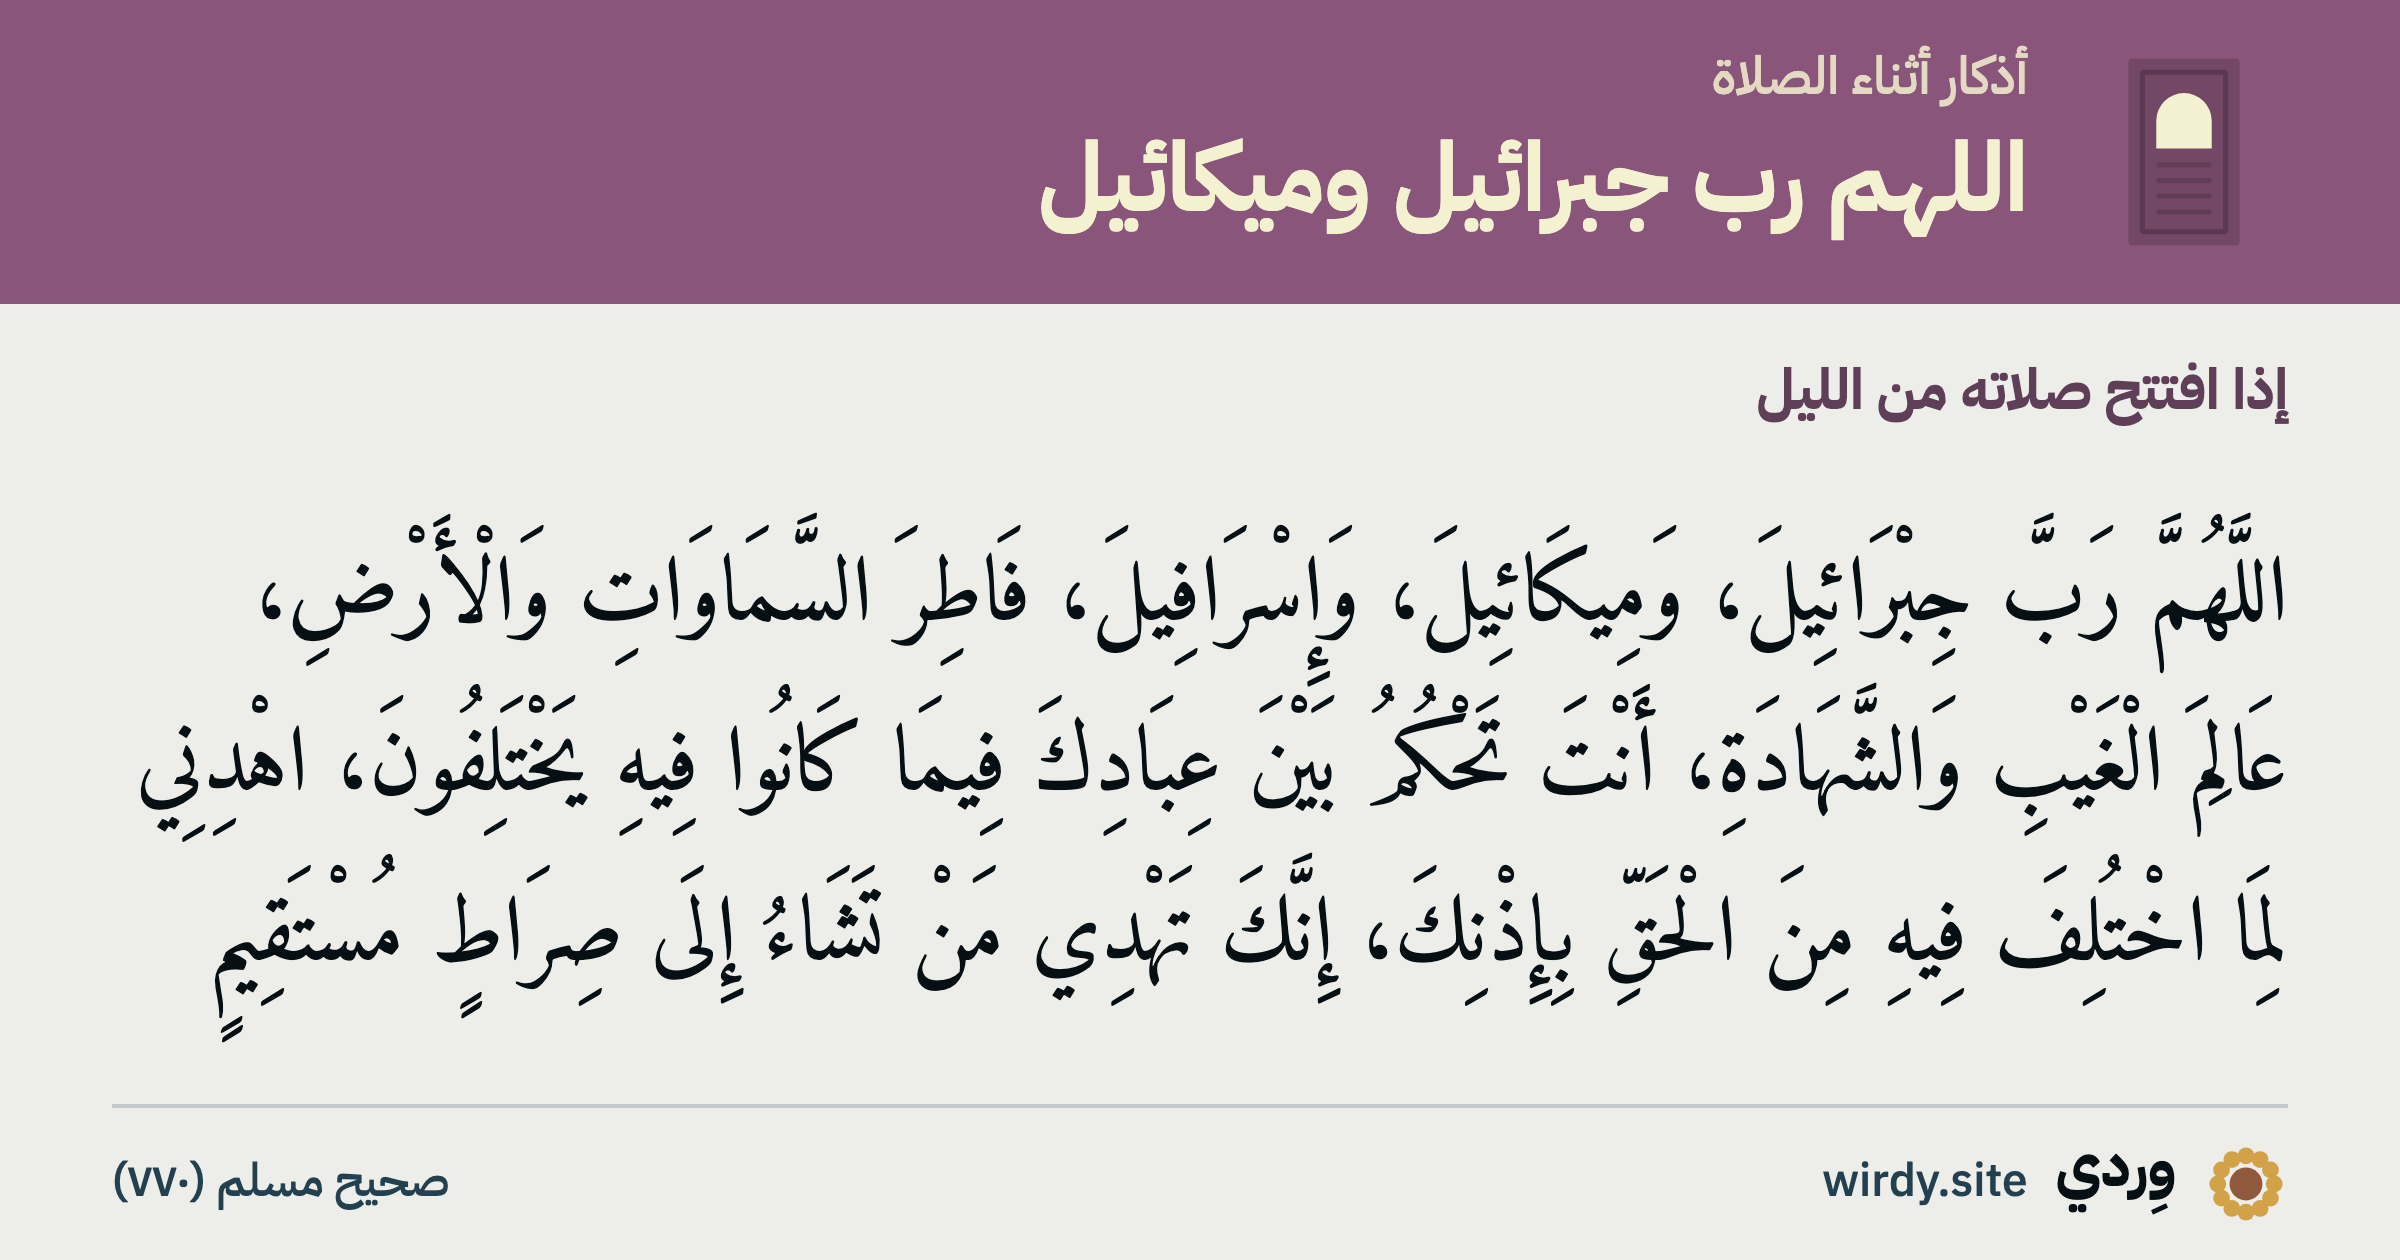 أذكار أثناء الصلاة
اللهم رب جبرائيل وميكائيل
إذا افتتح صلاته من الليل
اللَّهُمَّ رَبَّ جِبْرَائِيلَ، وَمِيكَائِيلَ، وَإِسْرَافِيلَ، فَاطِرَ السَّمَاوَاتِ وَالْأَرْضِ،
عَالِمَ الْغَيْبِ وَالشَّهَادَةِ، أَنْتَ تَحْكُمُ بَيْنَ عِبَادِكَ فِيمَا كَانُوا فِيهِ يَخْتَلِفُونَ، اهْدِنِي
لِمَا اخْتُلِفَ فِيهِ مِنَ الْحَقِّ بِإِذْنِكَ، إِنَّكَ تَهْدِي مَنْ تَشَاءُ إِلَى صِرَاطٍ مُسْتَقِيمٍ
وِردي wirdy.site
صحيح مسلم (٧٧٠)